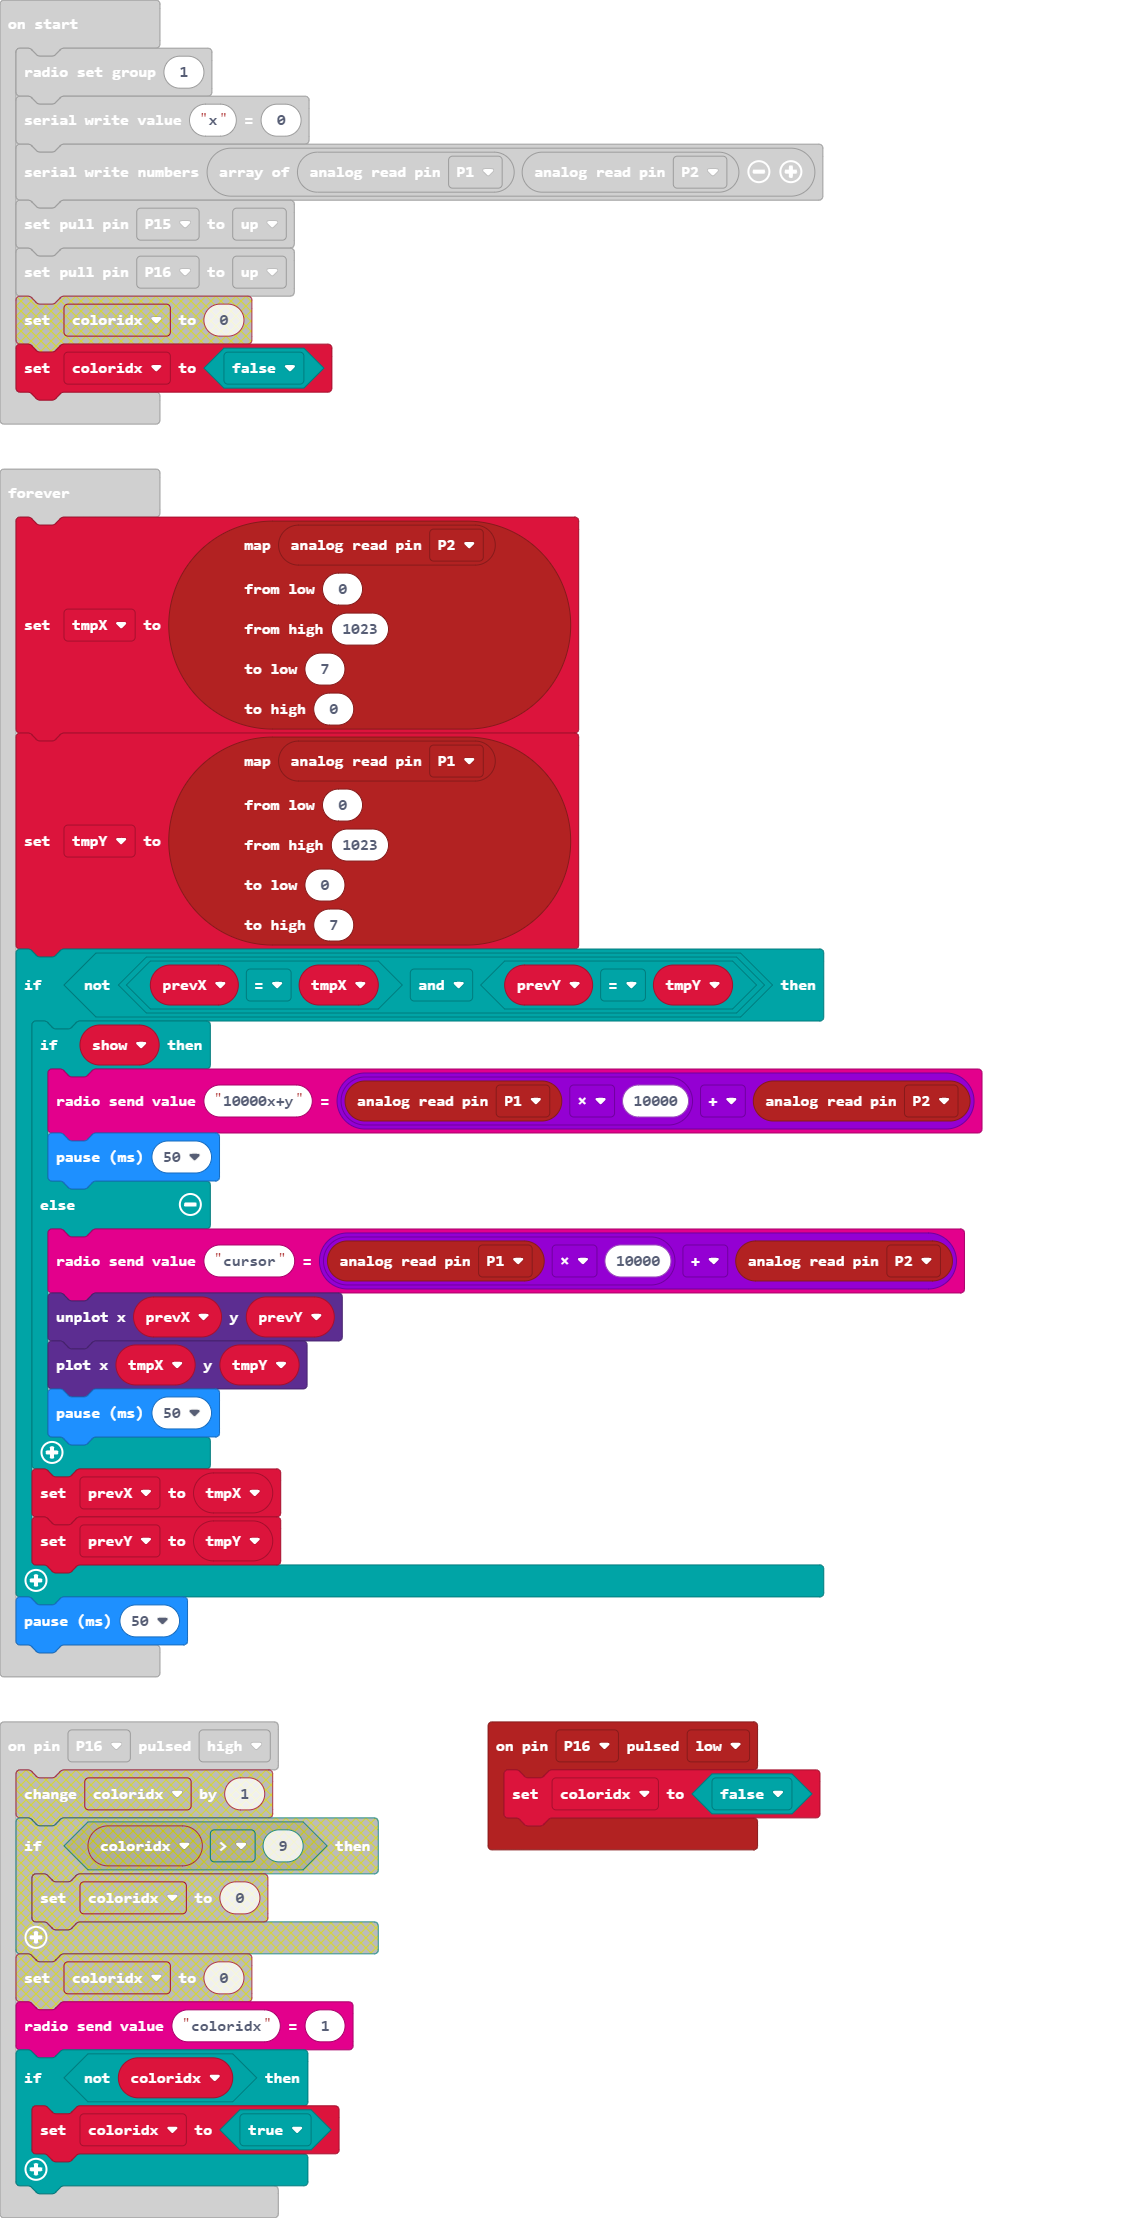 on start
radio set group 1
serial write value "x" = 0
serial write numbers array of analog read pin P1 analog read pin P2
set pull pin P15 to up
set pull pin P16 to up
set coloridx to 0
set coloridx to false
forever
map analog read pin P2
from low 0
set tmpX to from high 1023
to low 7
to high 0
map analog read pin P1
from low 0
set tmpY to from high 1023
to low 0
to high 7
if not prevX = tmpX and prevY = tmpY then
if show then
radio send value "10000x+y" = analog read pin P1 × 10000 + analog read pin P2
pause (ms) 50
else
radio send value "cursor" = analog read pin P1 × 10000 + analog read pin P2
unplot x prevX y prevY
plot x tmpX y tmpY
pause (ms) 50
set prevX to tmpX
set prevY to tmpY
pause (ms) 50
on pin P16 pulsed high
change coloridx by 1
if coloridx > 9 then
set coloridx to 0
set coloridx to 0
radio send value "coloridx" = 1
if not coloridx then
set coloridx to true
on pin P16 pulsed low
set coloridx to false